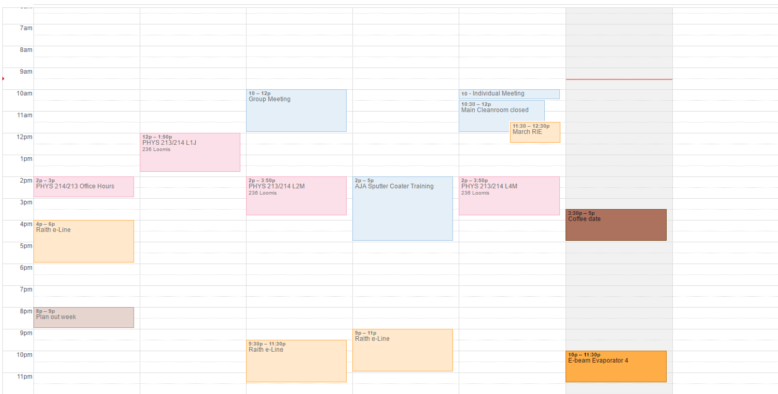 7am
8am
9am
10am
11am
12pm
1pm
2pm
3pm
4pm
5pm
6pm
7pm
8pm
9pm
10pm
11pm
2p – 3p
PHYS 214/213 Office Hours
4p – 6p
Raith e-Line
8p – 9p
Plan out week
12p – 1:50p
PHYS 213/214 L1J
236 Loomis
10 – 12p
Group Meeting
2p – 3:50p
PHYS 213/214 L2M
236 Loomis
9:30p – 11:30p
Raith e-Line
2p – 5p
AJA Sputter Coater Training
9p – 11p
Raith e-Line
10 - Individual Meeting
10:30 – 12p
Main Cleanroom closed
11:30 – 12:30p
March RIE
2p – 3:50p
PHYS 213/214 L4M
236 Loomis
3:30p – 5p
Coffee date
10p – 11:30p
E-beam Evaporator 4